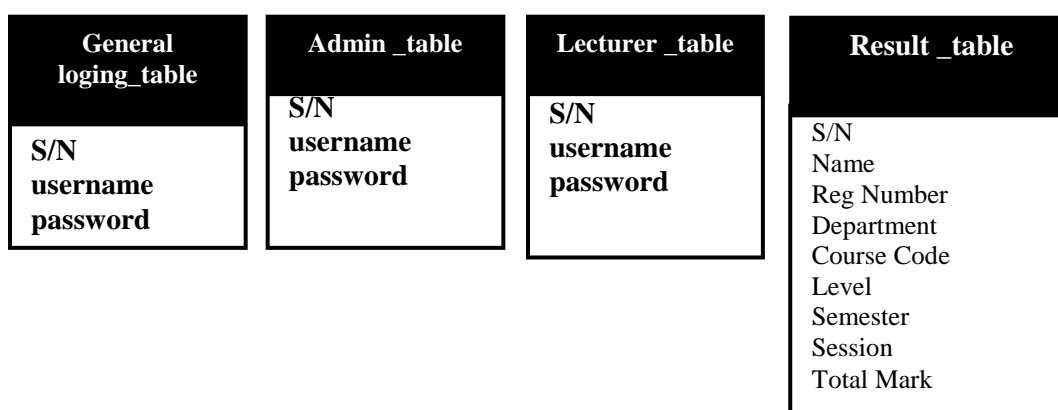 General
loging_table
S/N
username
password
Admin _table
S/N
username
password
Lecturer _table
S/N
username
password
Result _table
S/N
Name
Reg Number
Department
Course Code
Level
Semester
Session
Total Mark